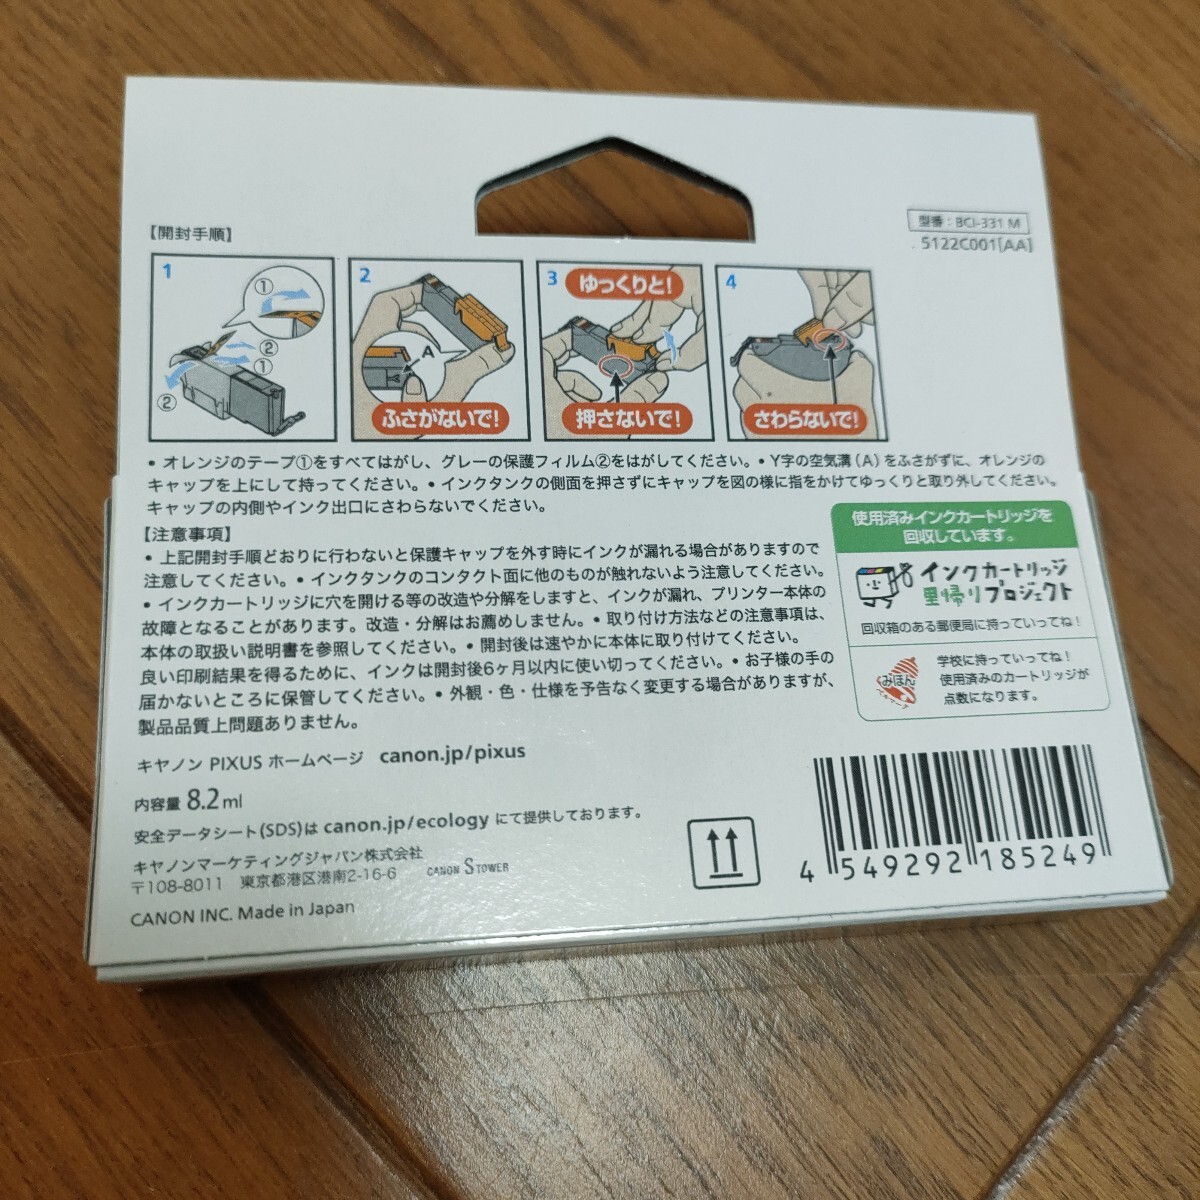 【開封手順】
型番：BCI-331 M
5122C001[AA]
1
①
②
①
②
2
A
ふさがないで!
3
ゆっくりと!
押さないで!
4
さわらないで!
・オレンジのテープ①をすべてはがし、グレーの保護フィルム②をはがしてください。・Y字の空気溝(A)をふさがずに、オレンジの
キャップを上にして持ってください。・インクタンクの側面を押さずにキャップを図の様に指をかけてゆっくりと取り外してください。
キャップの内側やインク出口にさわらないでください。
【注意事項】
・上記開封手順どおりに行わないと保護キャップを外す時にインクが漏れる場合がありますので
注意してください。・インクタンクのコンタクト面に他のものが触れないよう注意してください。
・インクカートリッジに穴を開ける等の改造や分解をしますと、インクが漏れ、プリンター本体の
故障となることがあります。改造・分解はお薦めしません。・取り付け方法などの注意事項は、
本体の取扱い説明書を参照してください。・開封後は速やかに本体に取り付けてください。
良い印刷結果を得るために、インクは開封後6ヶ月以内に使い切ってください。・お子様の手の
届かないところに保管してください。・外観・色・仕様を予告なく変更する場合がありますが、
製品品質上問題ありません。
使用済みインクカートリッジを
回収しています。
インクカートリッジ
里帰りプロジェクト
回収箱のある郵便局に持っていってね!
みほん
ベルマーク
学校に持っていってね!
使用済みのカートリッジが
点数になります。
キヤノン PIXUS ホームページ canon.jp/pixus
内容量 8.2ml
安全データシート(SDS)は canon.jp/ecology にて提供しております。
キヤノンマーケティングジャパン株式会社
〒108-8011 東京都港区港南2-16-6 CANON S TOWER
CANON INC. Made in Japan
4 549292 185249